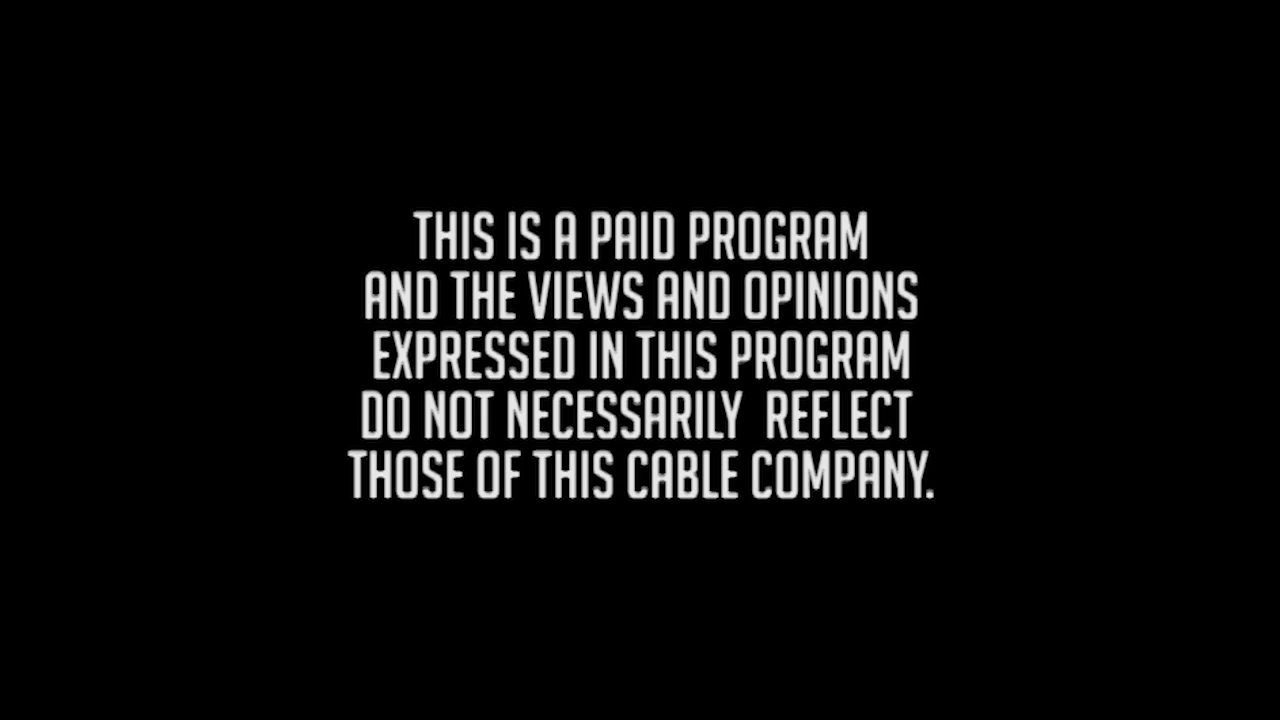 THIS IS A PAID PROGRAM
AND THE VIEWS AND OPINIONS
EXPRESSED IN THIS PROGRAM
DO NOT NECESSARILY  REFLECT
THOSE OF THIS CABLE COMPANY.